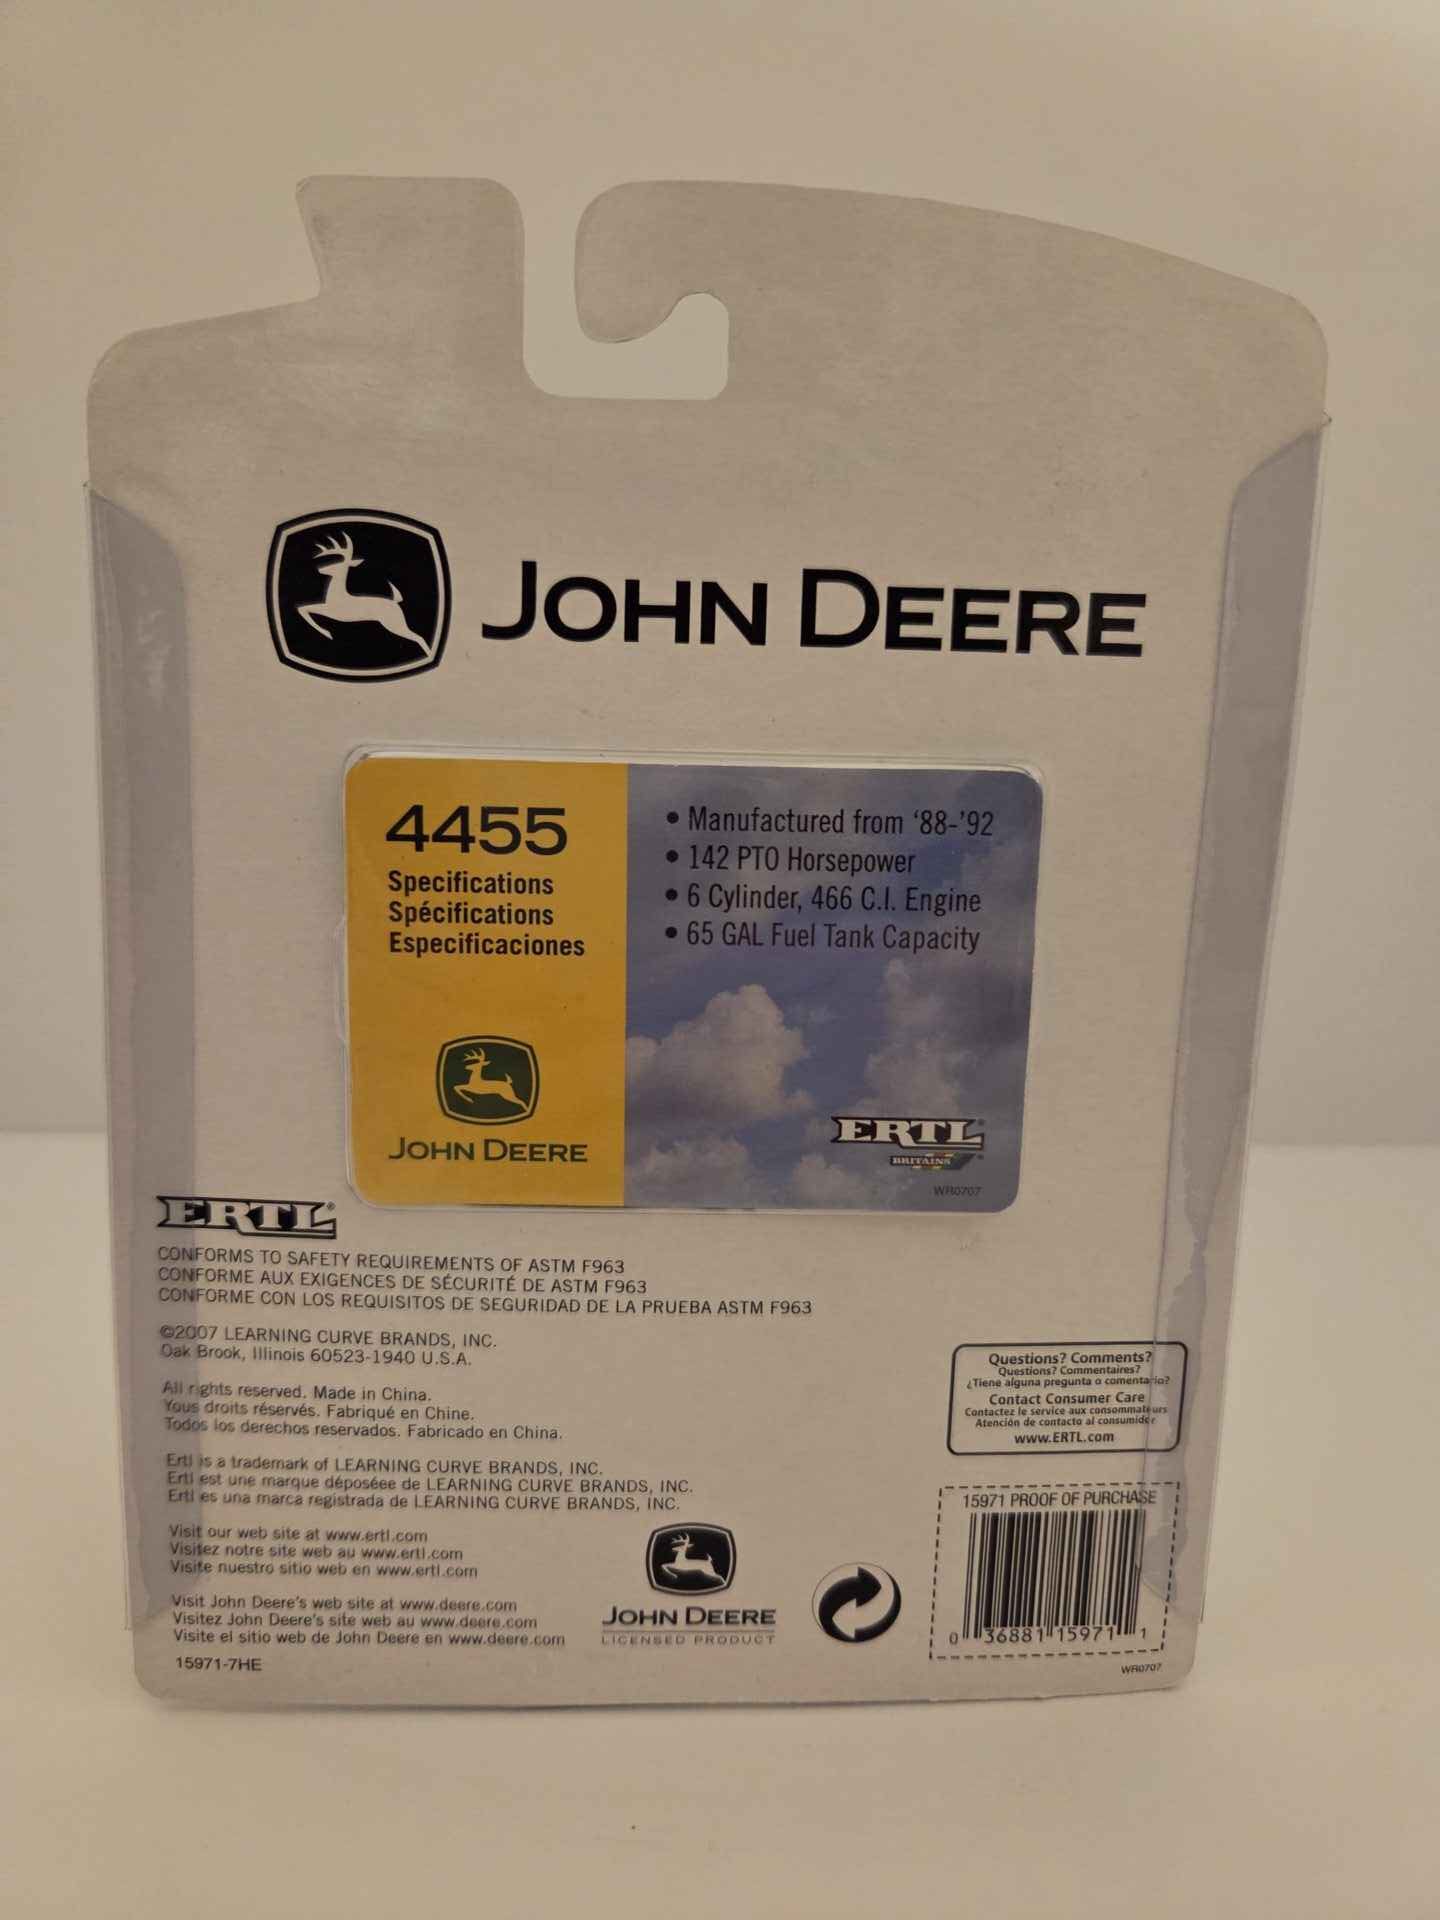 JOHN DEERE
4455
Specifications
Spécifications
Especificaciones
• Manufactured from ‘88-’92
• 142 PTO Horsepower
• 6 Cylinder, 466 C.I. Engine
• 65 GAL Fuel Tank Capacity
JOHN DEERE
ERTL®
BRITAINS®
WR0707
ERTL®
CONFORMS TO SAFETY REQUIREMENTS OF ASTM F963
CONFORME AUX EXIGENCES DE SÉCURITÉ DE ASTM F963
CONFORME CON LOS REQUISITOS DE SEGURIDAD DE LA PRUEBA ASTM F963
©2007 LEARNING CURVE BRANDS, INC.
Oak Brook, Illinois 60523-1940 U.S.A.
All rights reserved. Made in China.
Yous droits réservés. Fabriqué en Chine.
Todos los derechos reservados. Fabricado en China.
Ertl is a trademark of LEARNING CURVE BRANDS, INC.
Ertl est une marque déposéee de LEARNING CURVE BRANDS, INC.
Ertl es una marca registrada de LEARNING CURVE BRANDS, INC.
Visit our web site at www.ertl.com
Visitez notre site web au www.ertl.com
Visite nuestro sitio web en www.ertl.com
Visit John Deere's web site at www.deere.com
Visitez John Deere's site web au www.deere.com
Visite el sitio web de John Deere en www.deere.com
15971-7HE
JOHN DEERE
LICENSED PRODUCT
Questions? Comments?
Questions? Commentaires?
¿Tiene alguna pregunta o comentario?
Contact Consumer Care
Contactez le service aux consommateurs
Atención de contacto al consumidor
www.ERTL.com
15971 PROOF OF PURCHASE
0 36881 15971 1
WR0707